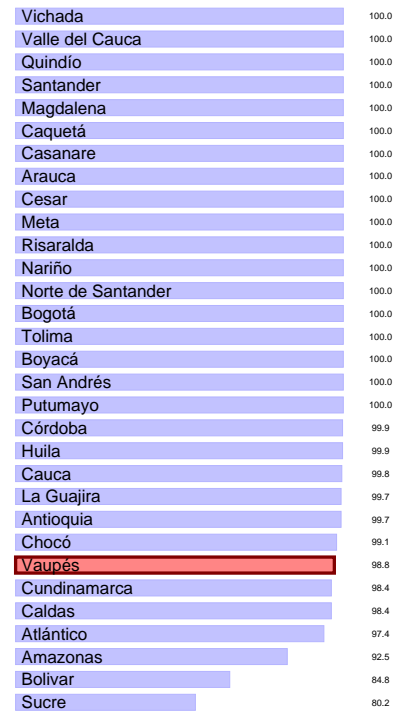 Vichada 100.0
Valle del Cauca 100.0
Quindío 100.0
Santander 100.0
Magdalena 100.0
Caquetá 100.0
Casanare 100.0
Arauca 100.0
Cesar 100.0
Meta 100.0
Risaralda 100.0
Nariño 100.0
Norte de Santander 100.0
Bogotá 100.0
Tolima 100.0
Boyacá 100.0
San Andrés 100.0
Putumayo 100.0
Córdoba 99.9
Huila 99.9
Cauca 99.8
La Guajira 99.7
Antioquia 99.7
Chocó 99.1
Vaupés 98.8
Cundinamarca 98.4
Caldas 98.4
Atlántico 97.4
Amazonas 92.5
Bolivar 84.8
Sucre 80.2